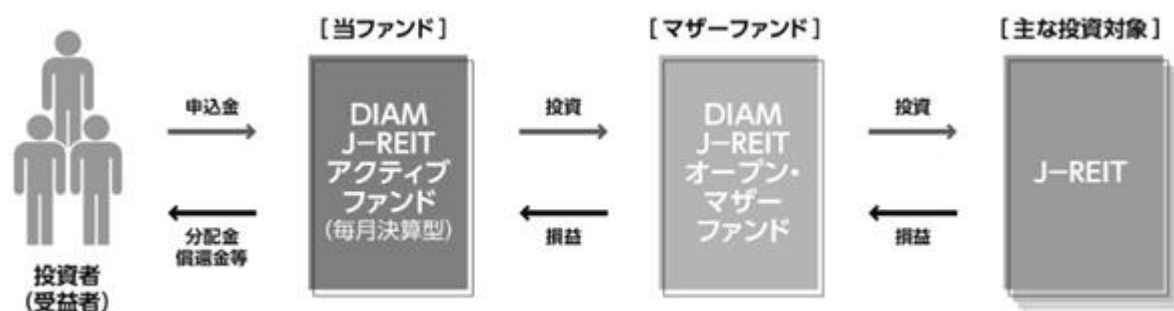 [当ファンド]
[マザーファンド]
[主な投資対象]
申込金
分配金
償還金等
投資者
(受益者)
DIAM
J-REIT
アクティブ
ファンド
(毎月決算型)
投資
損益
DIAM
J-REIT
オープン・
マザー
ファンド
投資
損益
J-REIT